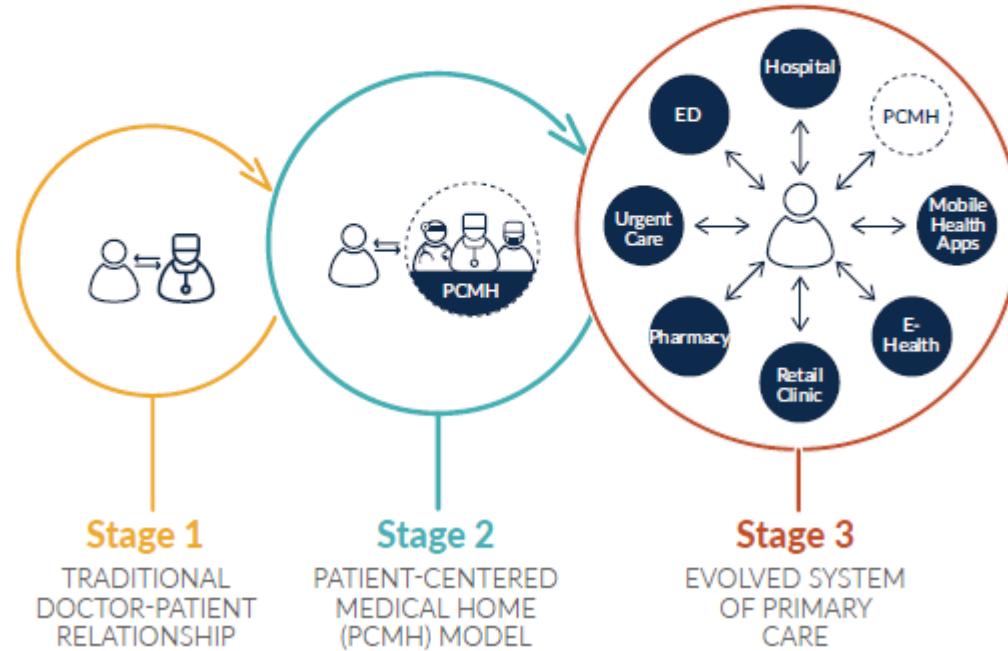 Hospital
ED
PCMH
Urgent
Care
Mobile
Health
Apps
PCMH
Pharmacy
E-
Health
Retail
Clinic
Stage 1
TRADITIONAL
DOCTOR-PATIENT
RELATIONSHIP
Stage 2
PATIENT-CENTERED
MEDICAL HOME
(PCMH) MODEL
Stage 3
EVOLVED SYSTEM
OF PRIMARY
CARE